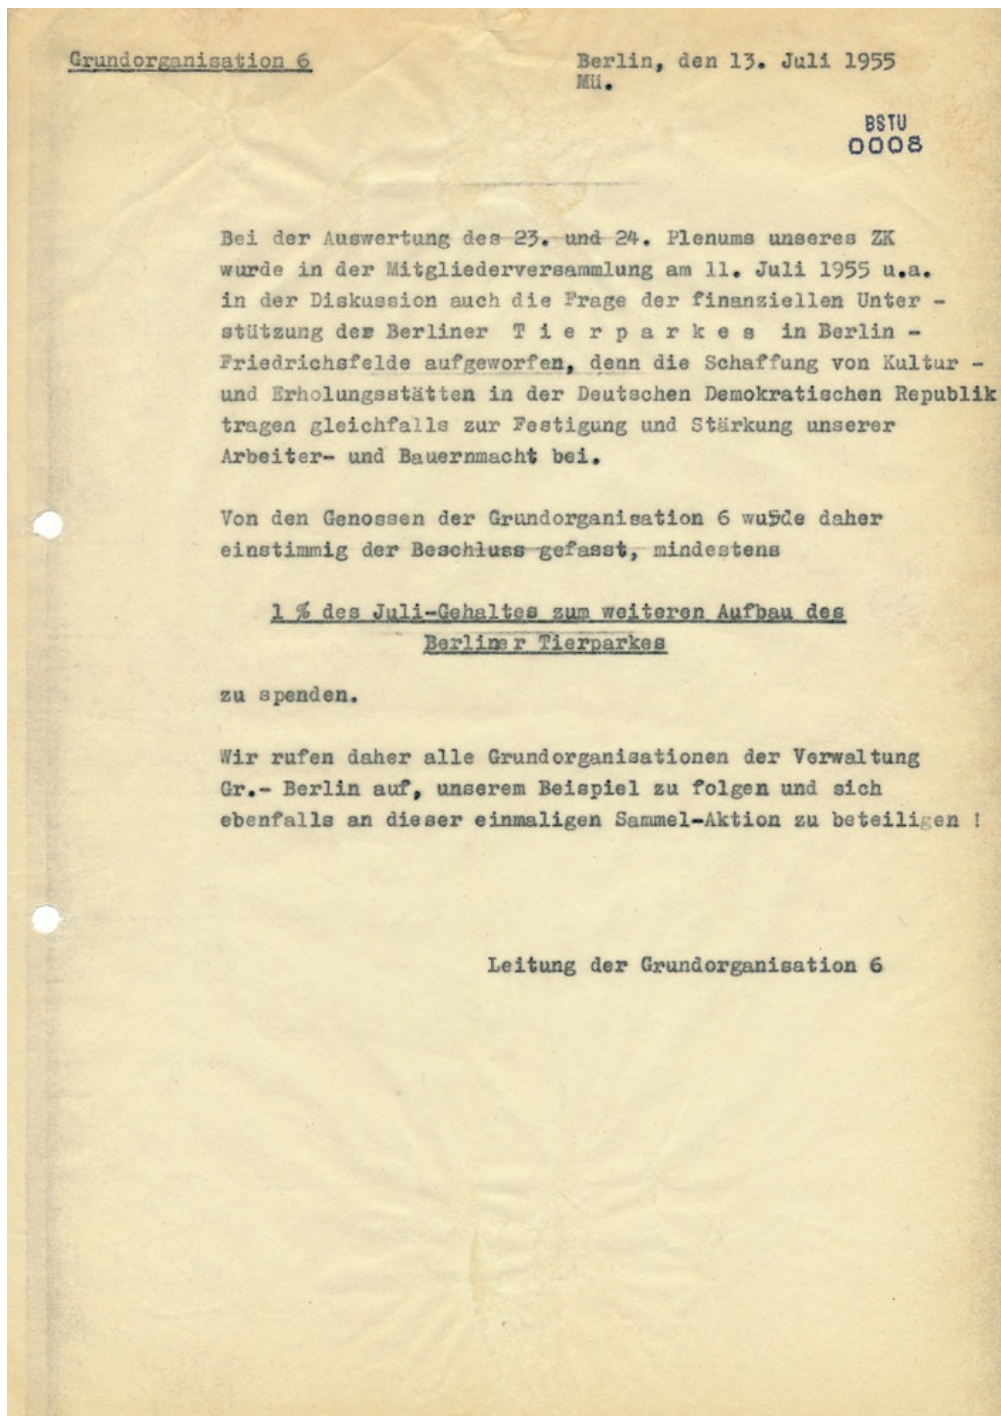 Grundorganisation 6
Berlin, den 13. Juli 1955
Mü.
BSTU
0008
Bei der Auswertung des 23. und 24. Plenums unseres ZK
wurde in der Mitgliederversammlung am 11. Juli 1955 u.a.
in der Diskussion auch die Frage der finanziellen Unter -
stützung des Berliner T i e r p a r k e s in Berlin -
Friedrichsfelde aufgeworfen, denn die Schaffung von Kultur -
und Erholungsstätten in der Deutschen Demokratischen Republik
tragen gleichfalls zur Festigung und Stärkung unserer
Arbeiter- und Bauernmacht bei.
Von den Genossen der Grundorganisation 6 wurde daher
einstimmig der Beschluss gefasst, mindestens
1 % des Juli-Gehaltes zum weiteren Aufbau des
Berliner Tierparkes
zu spenden.
Wir rufen daher alle Grundorganisationen der Verwaltung
Gr.- Berlin auf, unserem Beispiel zu folgen und sich
ebenfalls an dieser einmaligen Sammel-Aktion zu beteiligen !
Leitung der Grundorganisation 6